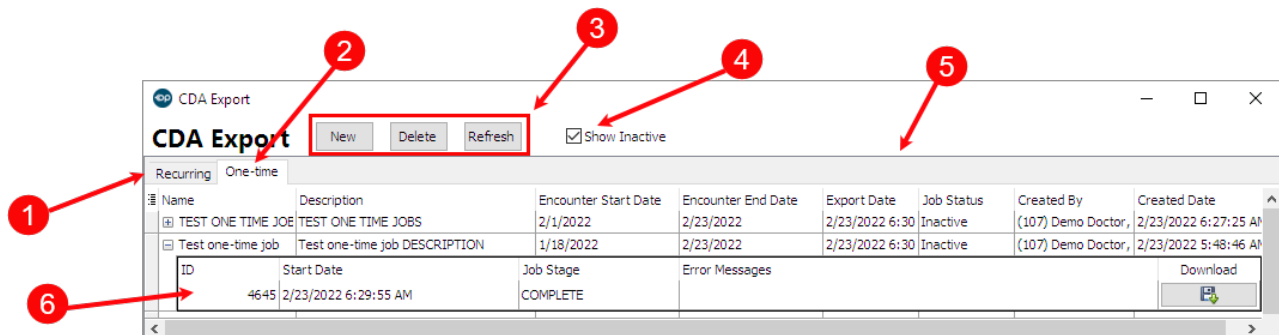 3
2
4
5
op CDA Export
CDA Export New Delete Refresh Show Inactive
1
Recurring One-time
Name Description Encounter Start Date Encounter End Date Export Date Job Status Created By Created Date
TEST ONE TIME JOB TEST ONE TIME JOBS 2/1/2022 2/23/2022 2/23/2022 6:30 Inactive (107) Demo Doctor, 2/23/2022 6:27:25 AM
Test one-time job Test one-time job DESCRIPTION 1/18/2022 2/23/2022 2/23/2022 6:30 Inactive (107) Demo Doctor, 2/23/2022 5:48:46 AM
ID Start Date Job Stage Error Messages Download
6
4645 2/23/2022 6:29:55 AM COMPLETE